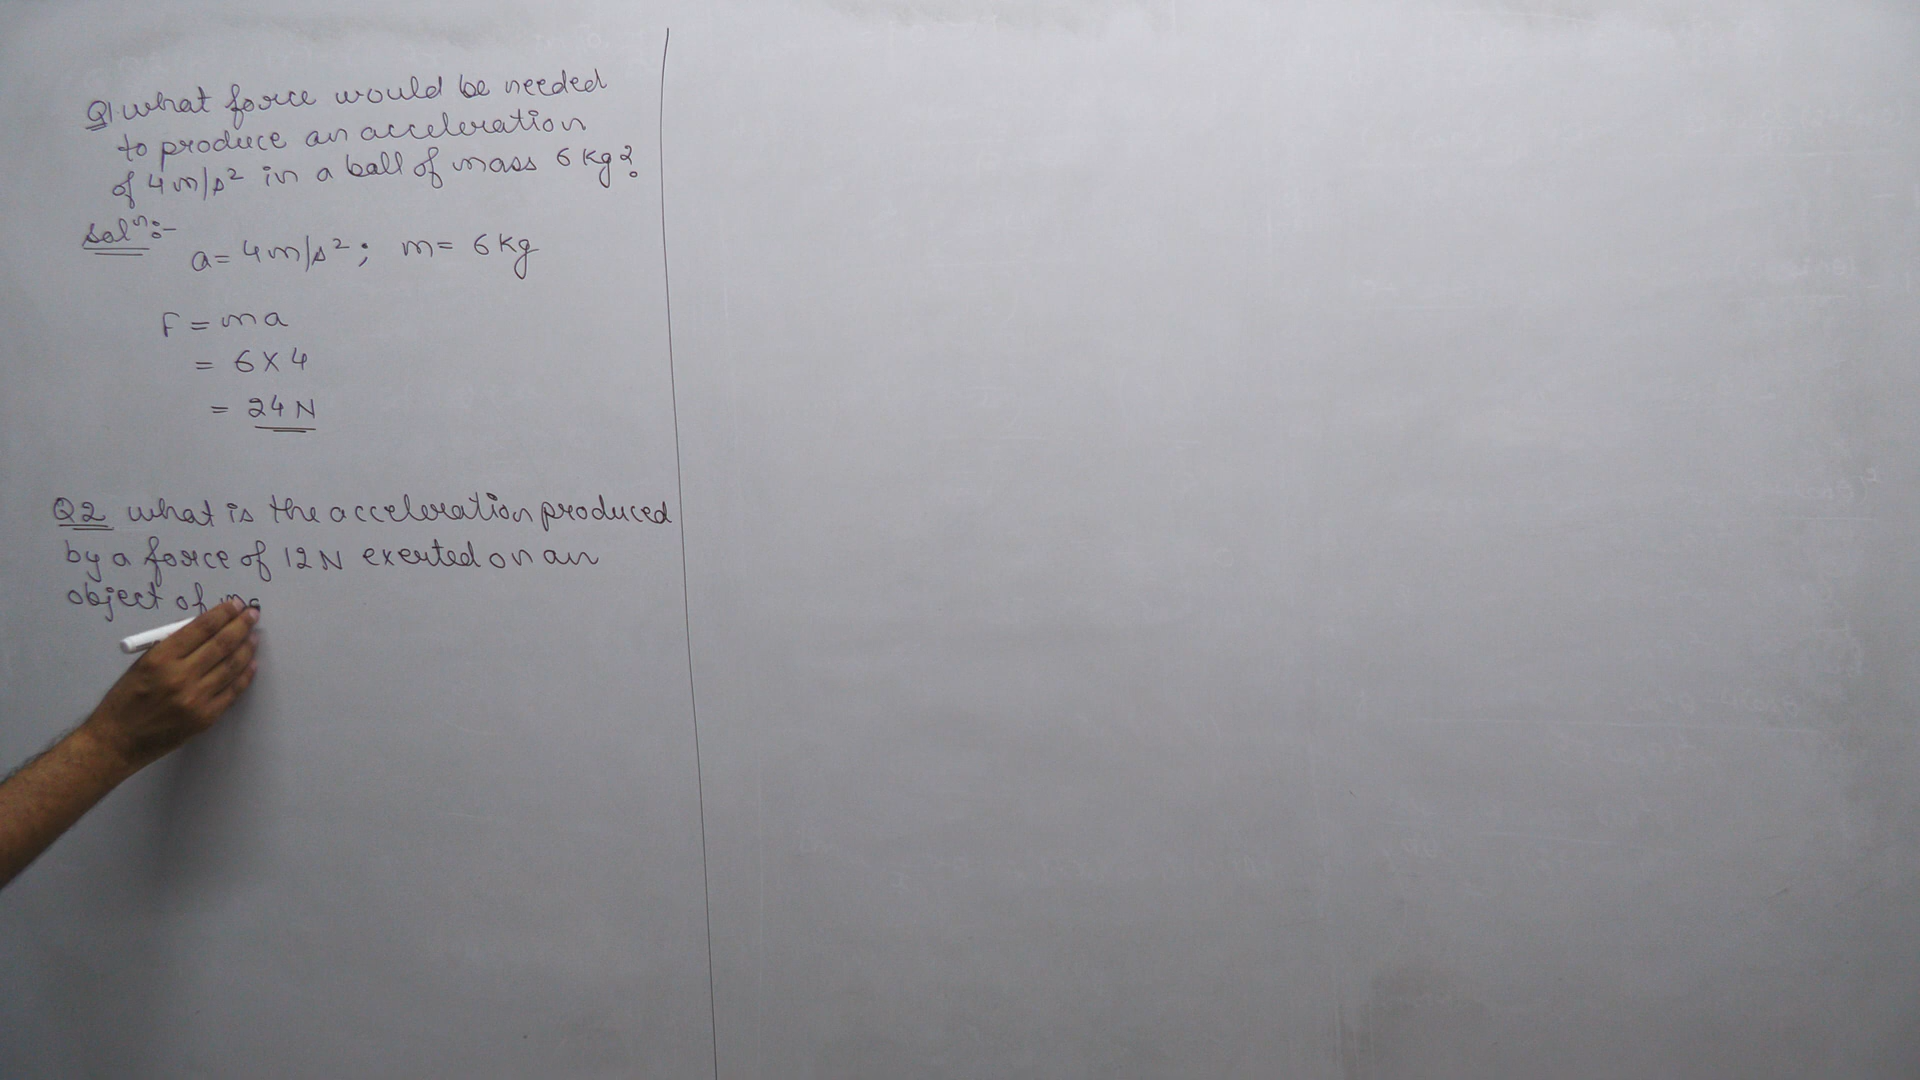 Q1. What force would be needed
to produce an acceleration
of 4 m/s² in a ball of mass 6 kg?
Solⁿ:-
a = 4 m/s² ; m = 6 kg
F = ma
= 6 X 4
= 24 N
Q2 What is the acceleration produced
by a force of 12 N exerted on an
object of